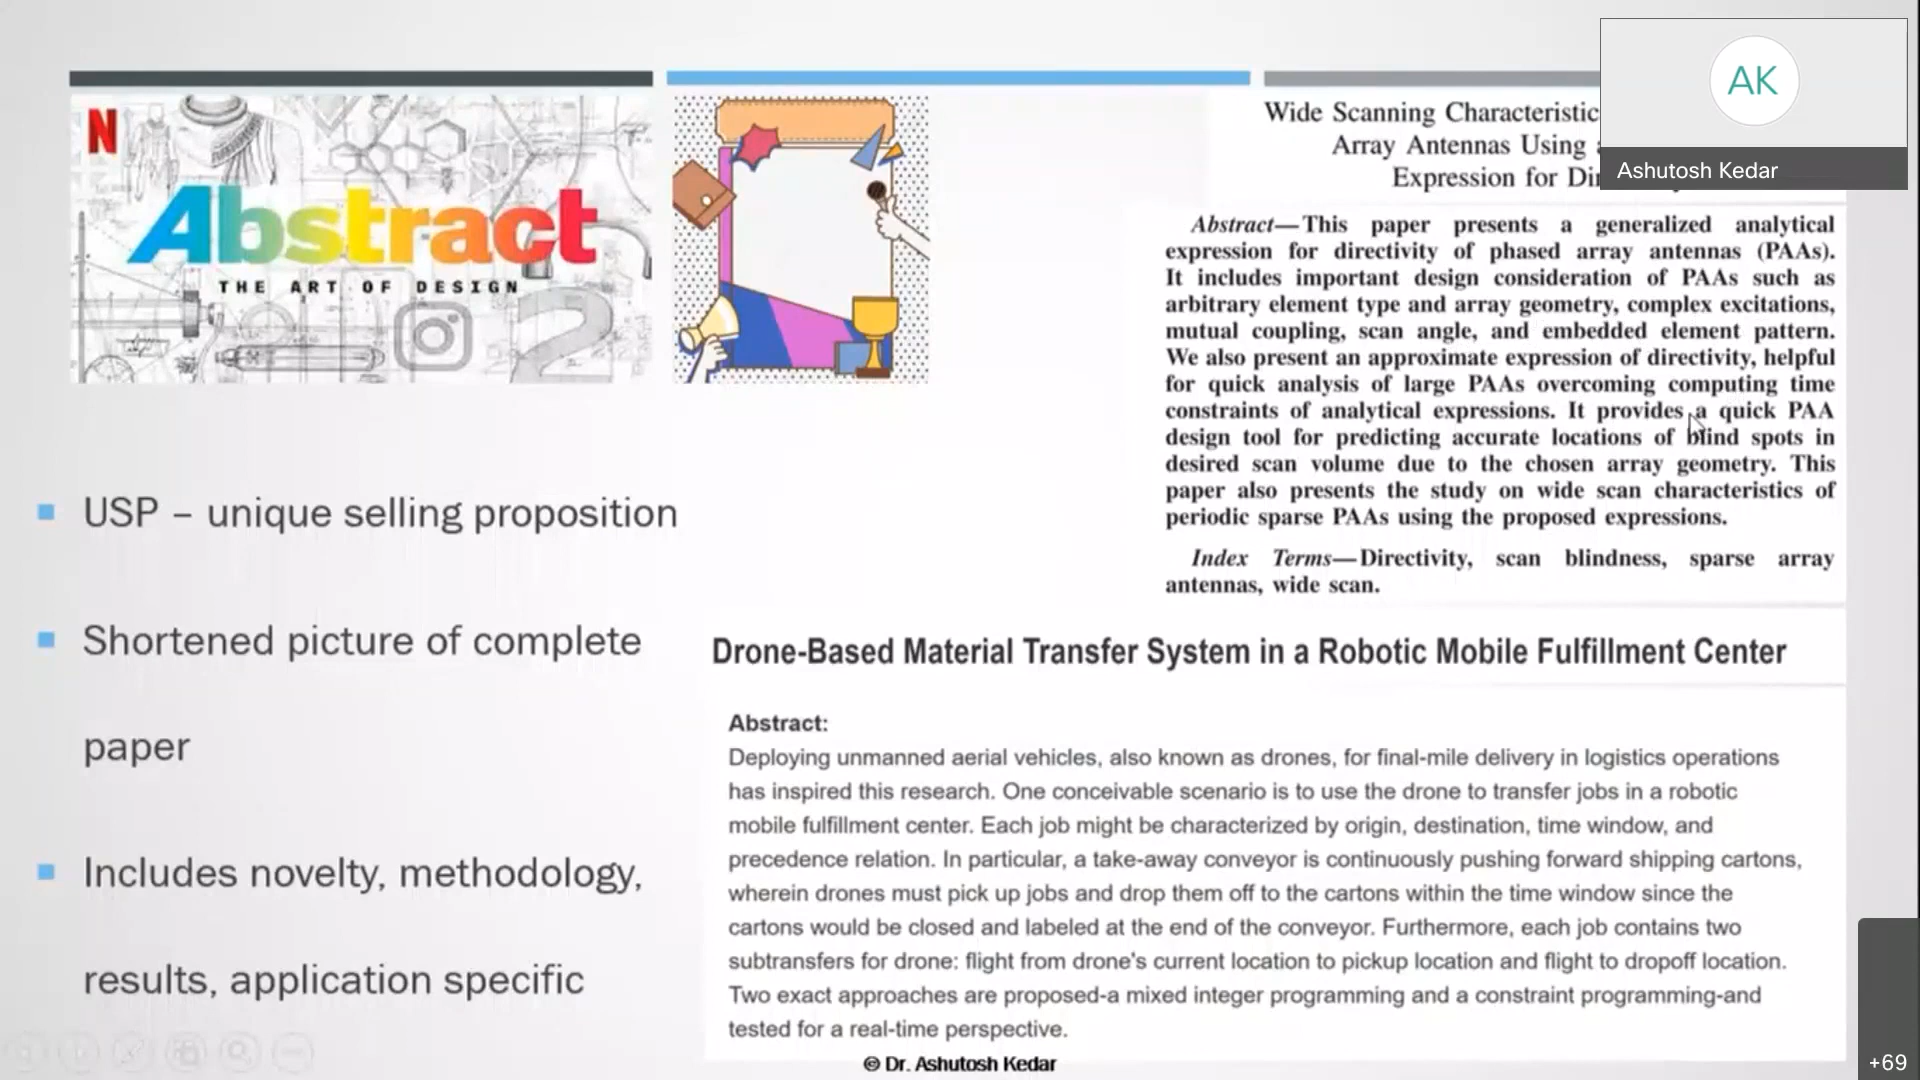 N
Abstract
THE ART OF DESIGN
2
USP – unique selling proposition
Shortened picture of complete
paper
Includes novelty, methodology,
results, application specific
Wide Scanning Characteristic
Array Antennas Using
Expression for
Abstract—This paper presents a generalized analytical
expression for directivity of phased array antennas (PAAs).
It includes important design consideration of PAAs such as
arbitrary element type and array geometry, complex excitations,
mutual coupling, scan angle, and embedded element pattern.
We also present an approximate expression of directivity, helpful
for quick analysis of large PAAs overcoming computing time
constraints of analytical expressions. It provides a quick PAA
design tool for predicting accurate locations of blind spots in
desired scan volume due to the chosen array geometry. This
paper also presents the study on wide scan characteristics of
periodic sparse PAAs using the proposed expressions.
Index Terms—Directivity, scan blindness, sparse array
antennas, wide scan.
Drone-Based Material Transfer System in a Robotic Mobile Fulfillment Center
Abstract:
Deploying unmanned aerial vehicles, also known as drones, for final-mile delivery in logistics operations
has inspired this research. One conceivable scenario is to use the drone to transfer jobs in a robotic
mobile fulfillment center. Each job might be characterized by origin, destination, time window, and
precedence relation. In particular, a take-away conveyor is continuously pushing forward shipping cartons,
wherein drones must pick up jobs and drop them off to the cartons within the time window since the
cartons would be closed and labeled at the end of the conveyor. Furthermore, each job contains two
subtransfers for drone: flight from drone's current location to pickup location and flight to dropoff location.
Two exact approaches are proposed-a mixed integer programming and a constraint programming-and
tested for a real-time perspective.
© Dr. Ashutosh Kedar
AK
Ashutosh Kedar
+69